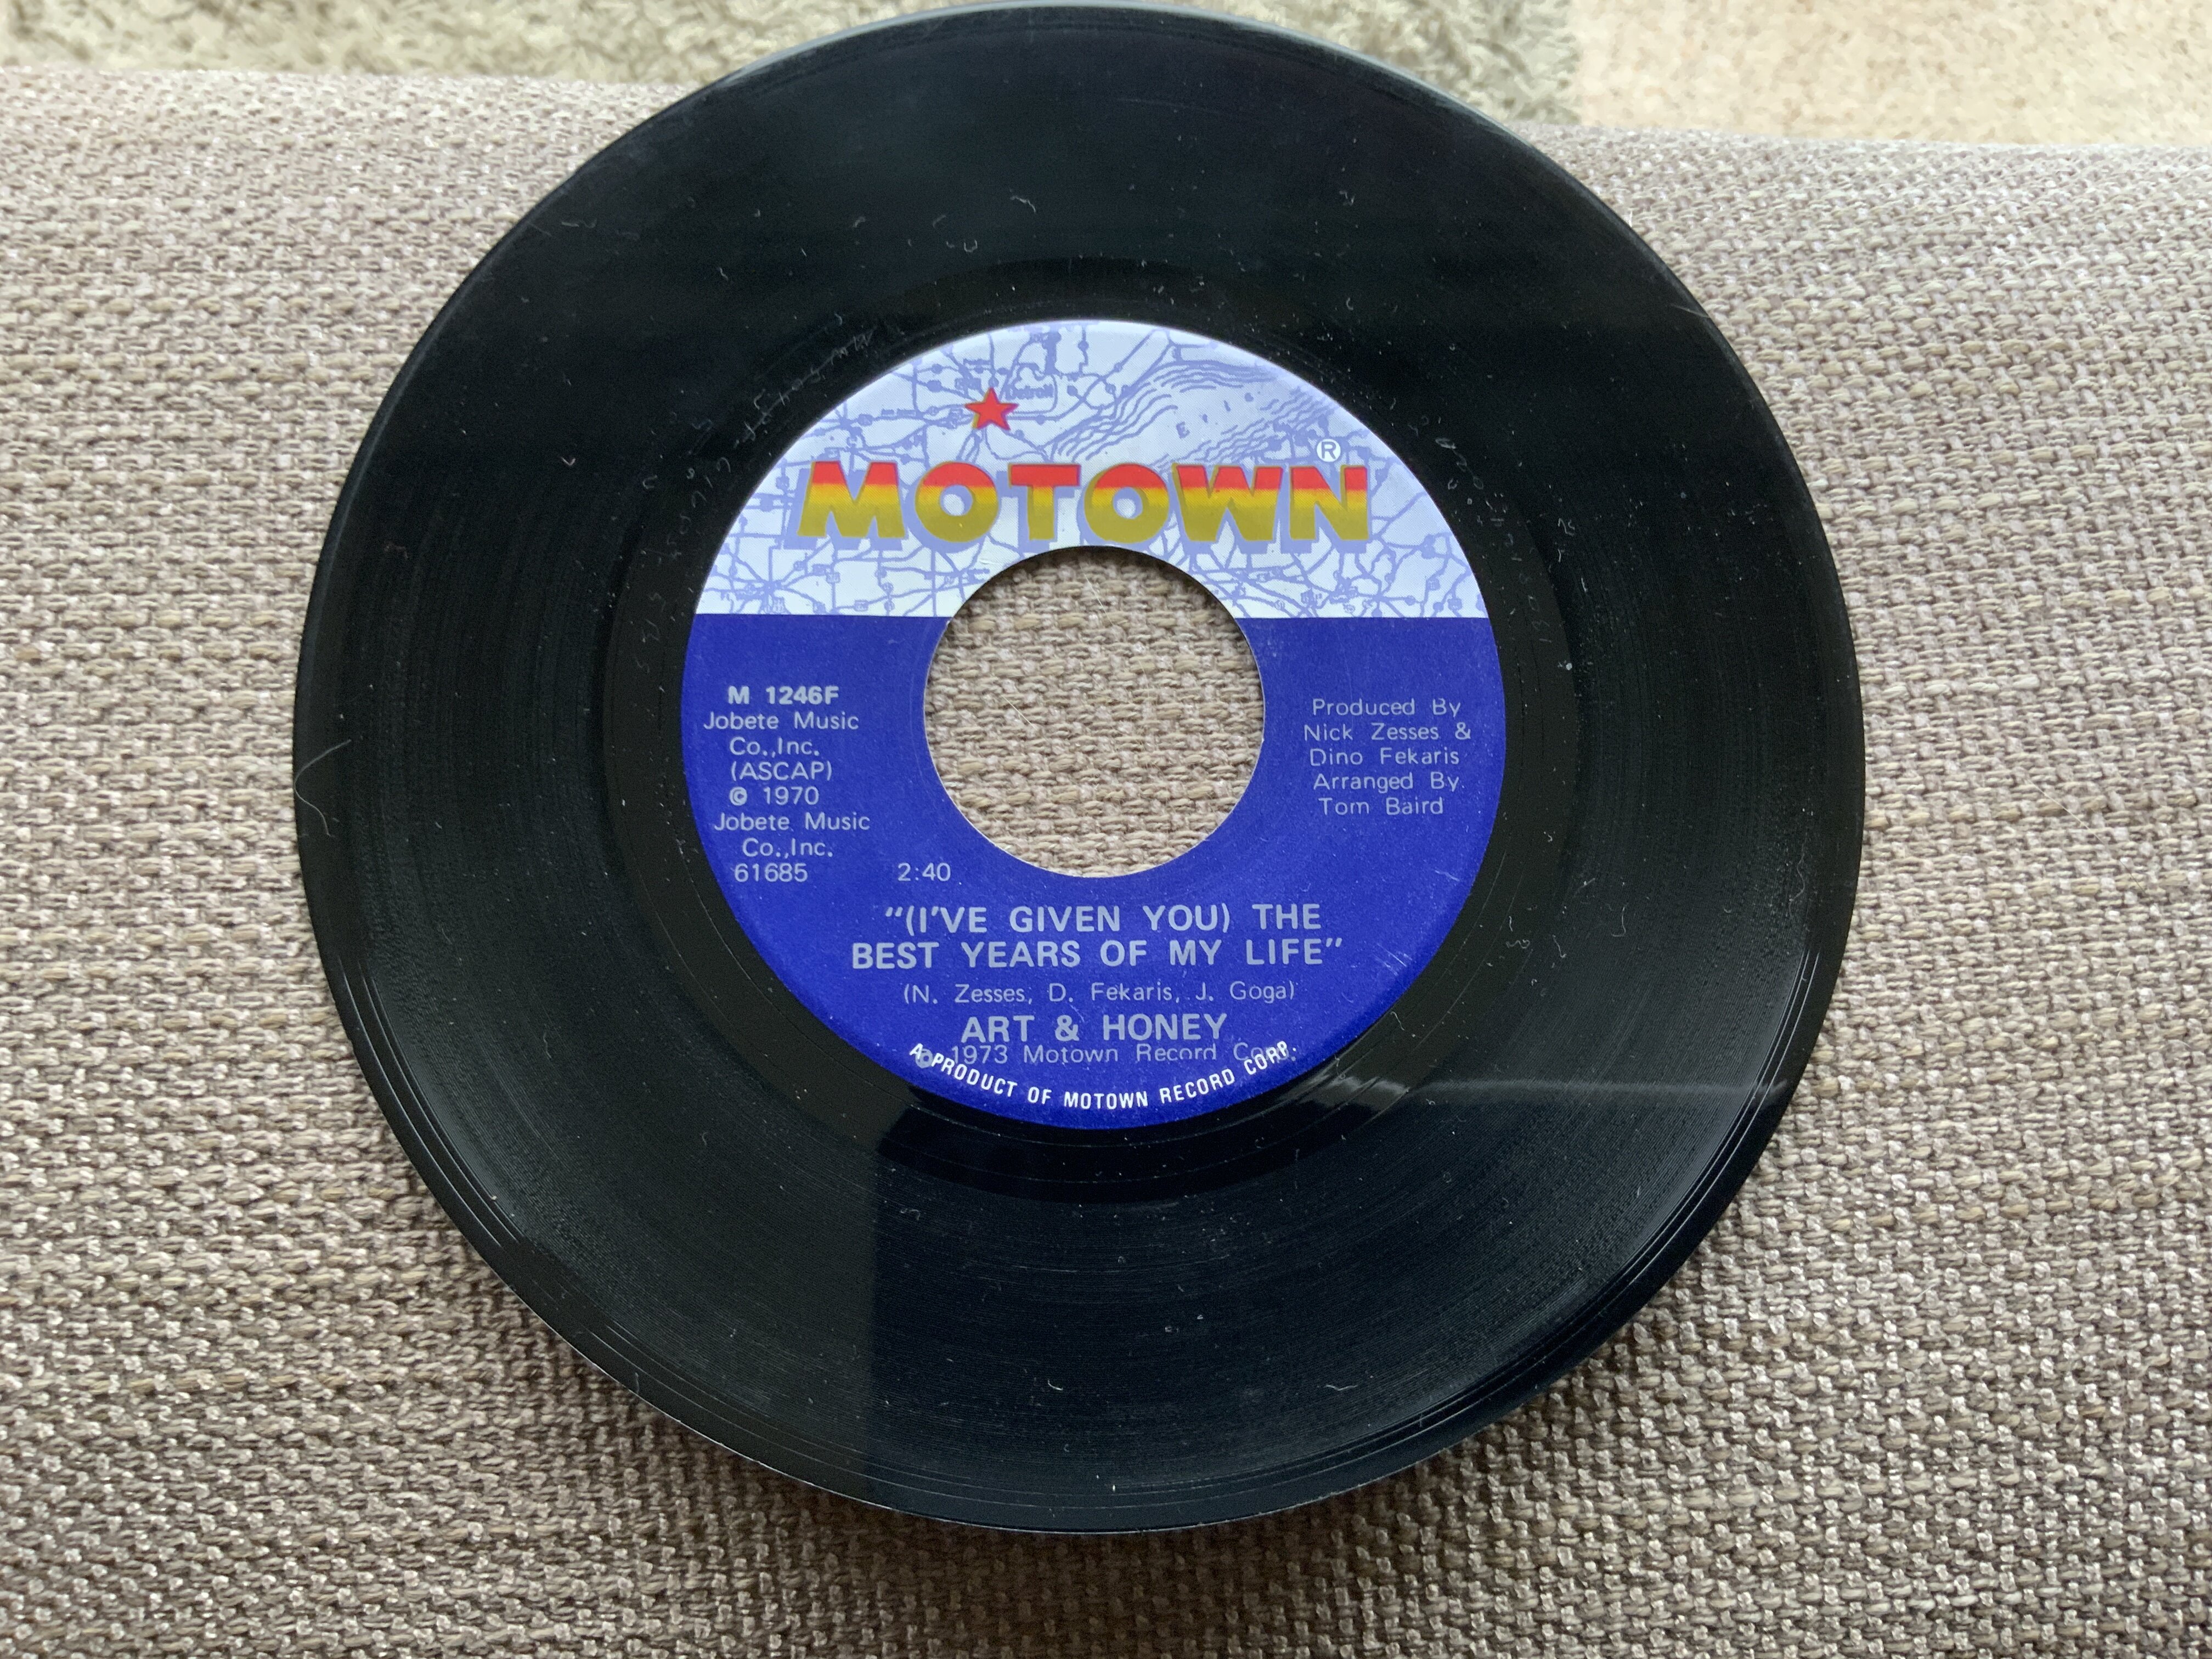 Detroit
Erie
MOTOWN®
M 1246F
Jobete Music
Co.,Inc.
(ASCAP)
© 1970
Jobete Music
Co.,Inc.
61685
2:40
Produced By
Nick Zesses &
Dino Fekaris
Arranged By
Tom Baird
"(I'VE GIVEN YOU) THE
BEST YEARS OF MY LIFE"
(N. Zesses, D. Fekaris, J. Goga)
ART & HONEY
℗ 1973 Motown Record Corp.
A PRODUCT OF MOTOWN RECORD CORP.